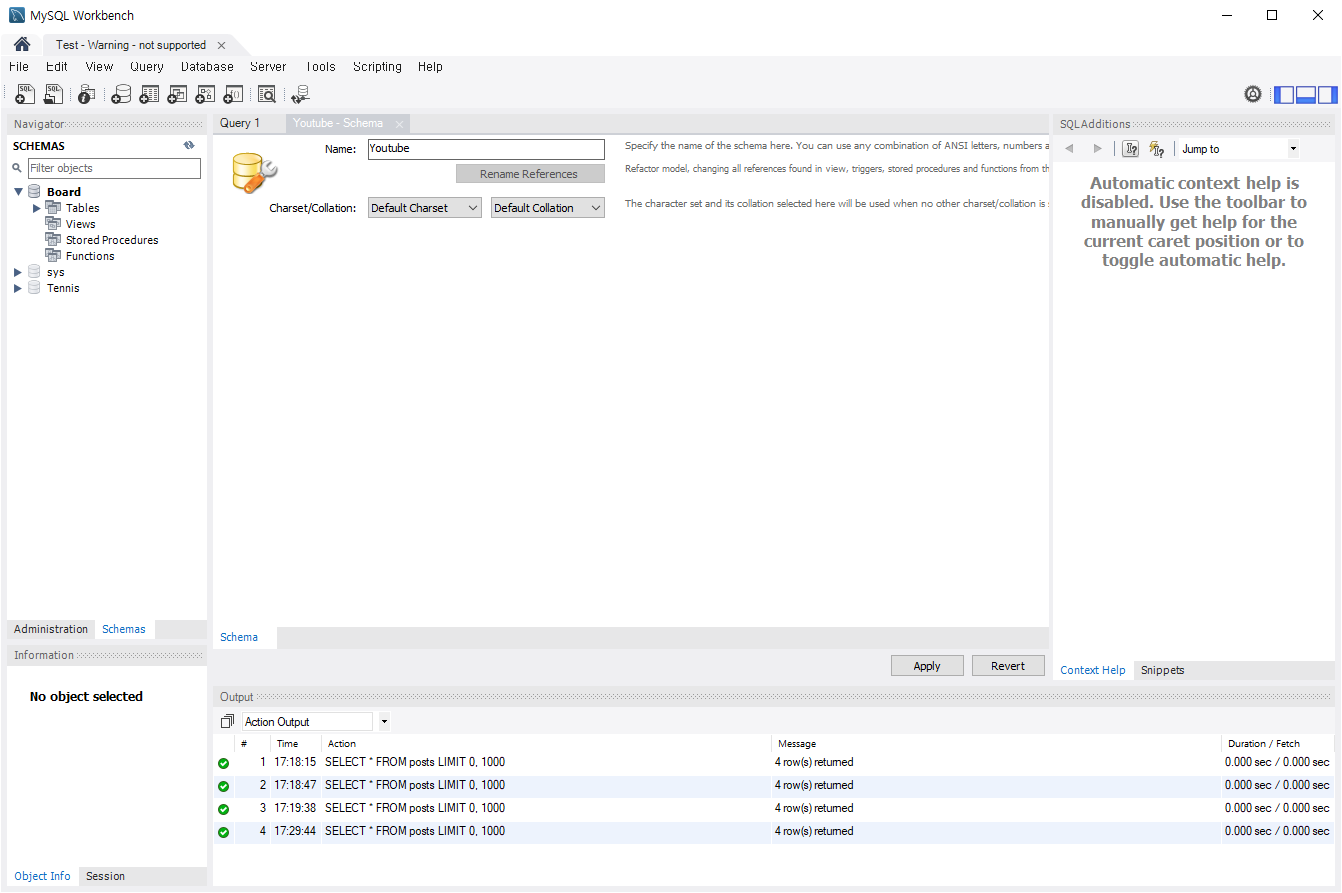 MySQL Workbench
Test - Warning - not supported
File Edit View Query Database Server Tools Scripting Help
Navigator
SCHEMAS
Filter objects
Board
Tables
Views
Stored Procedures
Functions
sys
Tennis
Administration Schemas
Information
No object selected
Object Info Session
Query 1 Youtube - Schema
Name: Youtube
Specify the name of the schema here. You can use any combination of ANSI letters, numbers a
Rename References
Refactor model, changing all references found in view, triggers, stored procedures and functions from th
Charset/Collation: Default Charset Default Collation
The character set and its collation selected here will be used when no other charset/collation is
Schema
Apply Revert
SQLAdditions
Jump to
Automatic context help is
disabled. Use the toolbar to
manually get help for the
current caret position or to
toggle automatic help.
Context Help Snippets
Output
Action Output
# Time Action Message Duration / Fetch
1 17:18:15 SELECT * FROM posts LIMIT 0, 1000 4 row(s) returned 0.000 sec / 0.000 sec
2 17:18:47 SELECT * FROM posts LIMIT 0, 1000 4 row(s) returned 0.000 sec / 0.000 sec
3 17:19:38 SELECT * FROM posts LIMIT 0, 1000 4 row(s) returned 0.000 sec / 0.000 sec
4 17:29:44 SELECT * FROM posts LIMIT 0, 1000 4 row(s) returned 0.000 sec / 0.000 sec